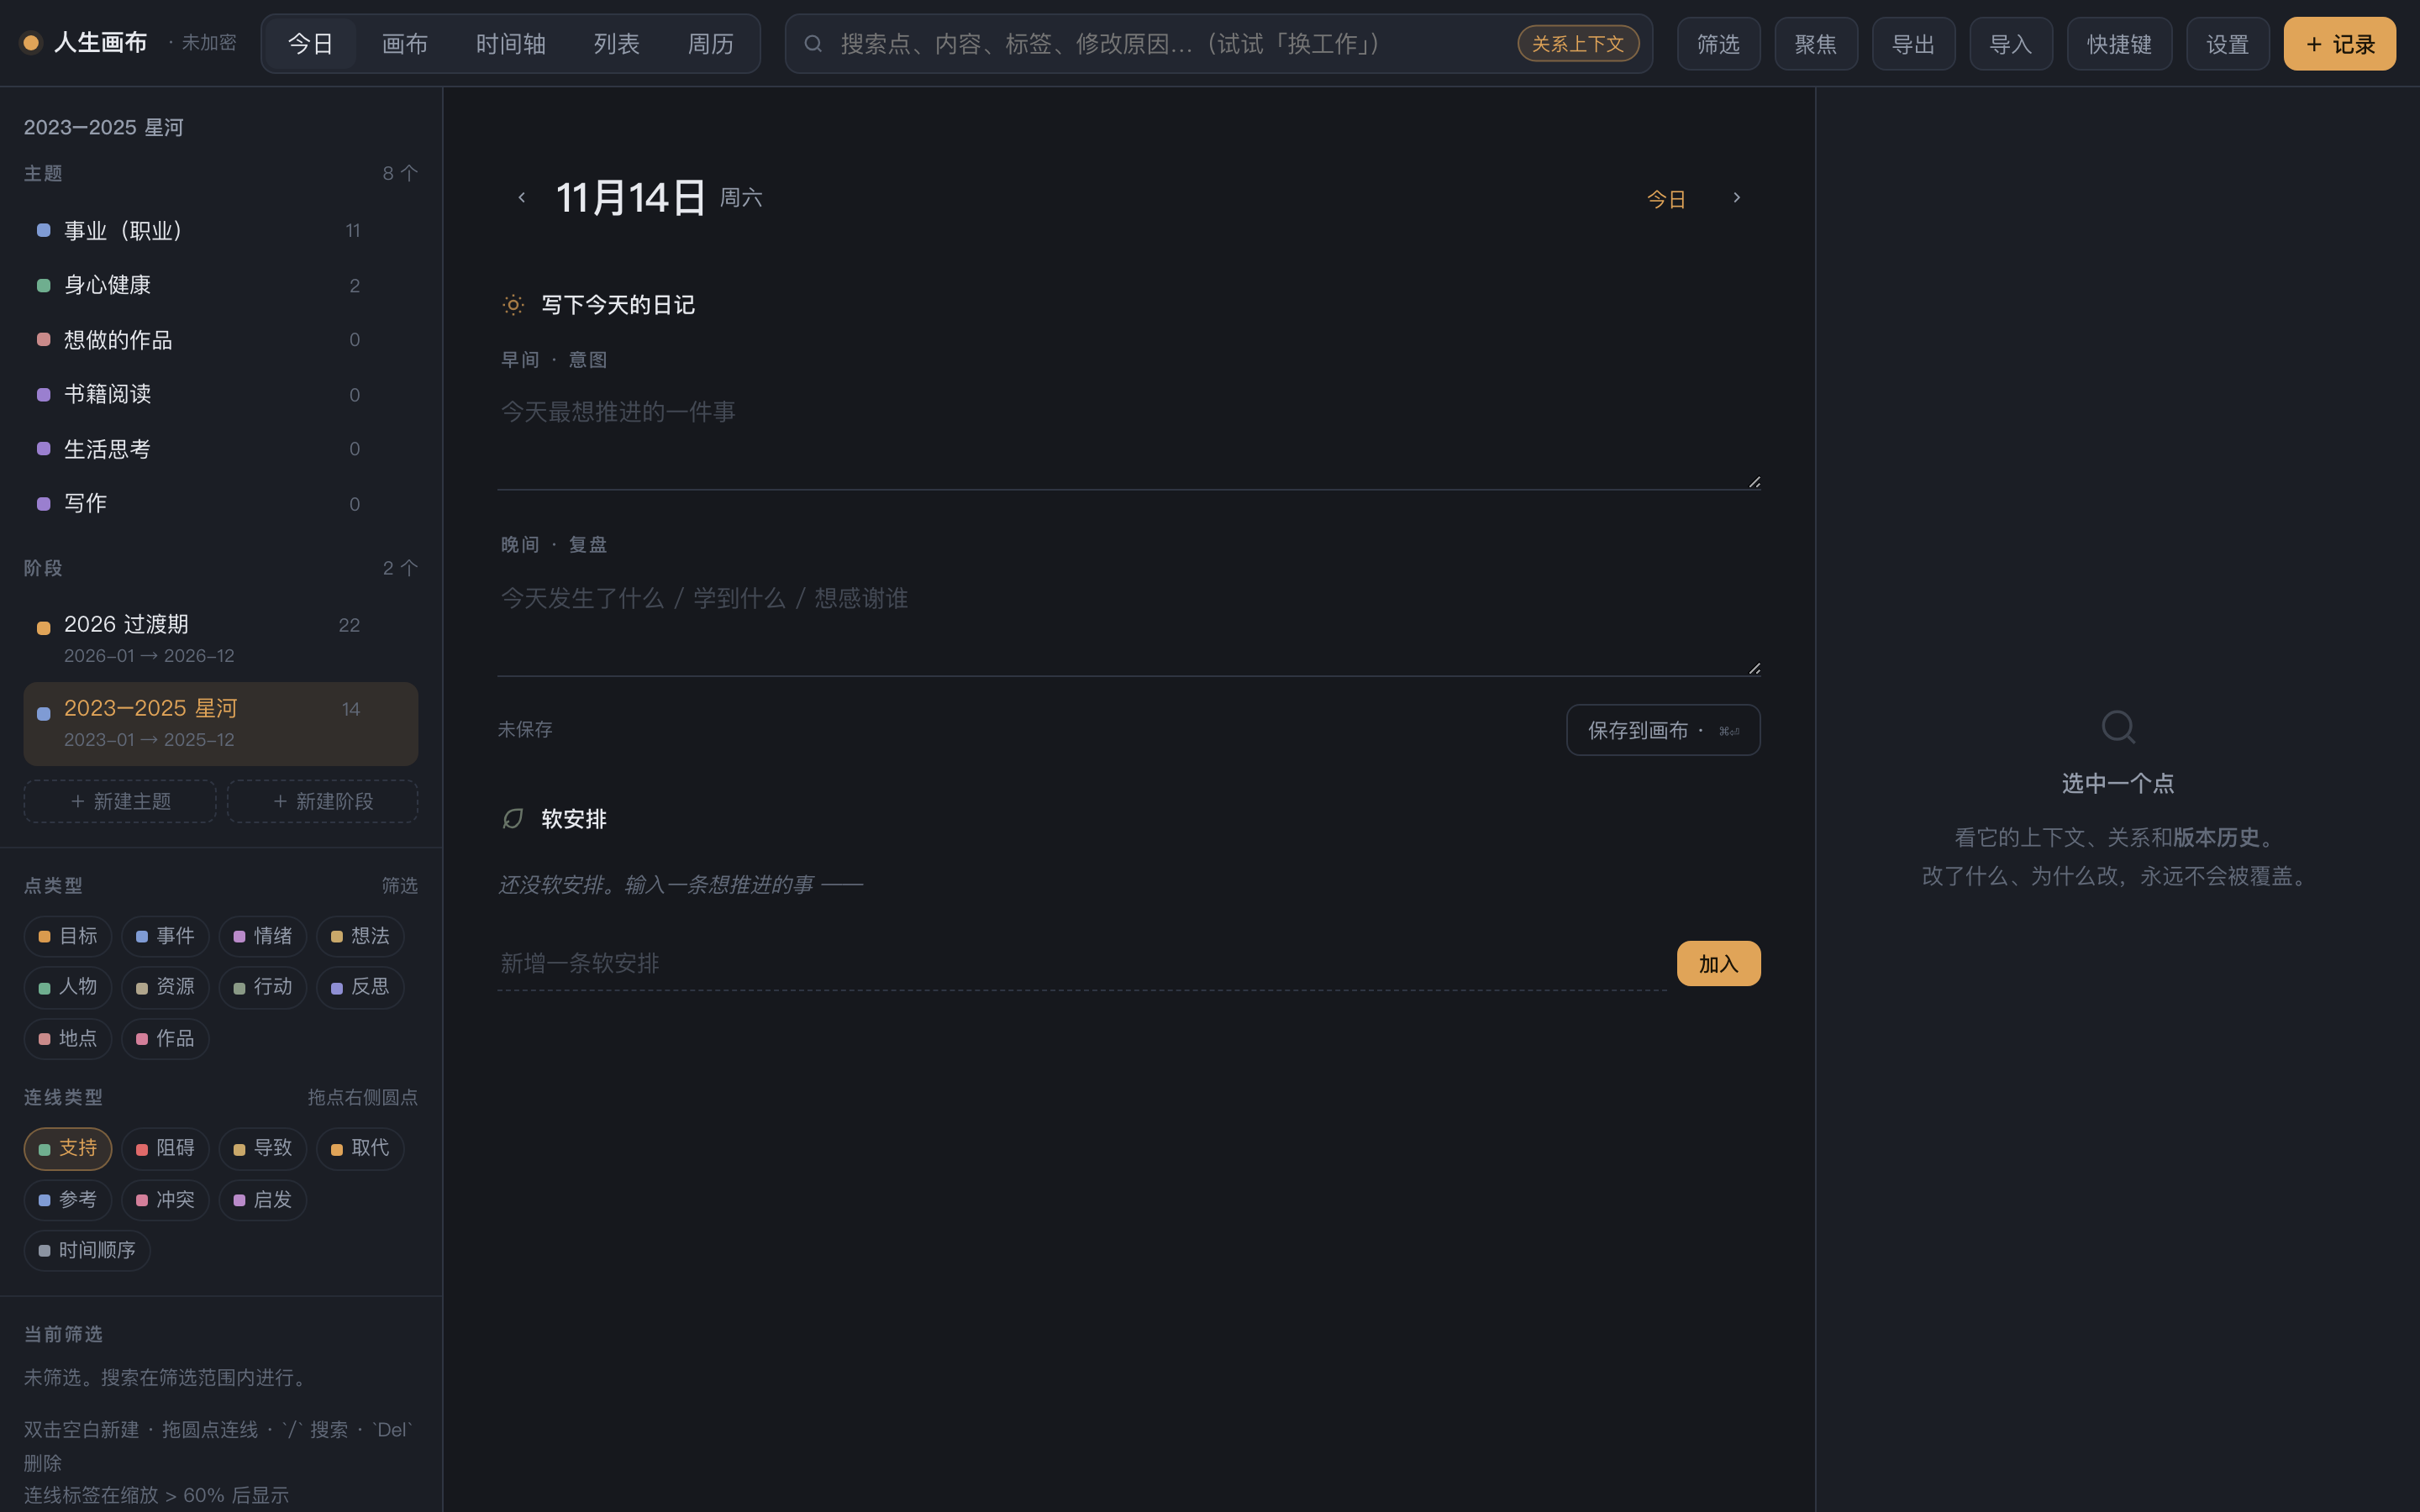 人生画布 · 未加密
今日 画布 时间轴 列表 周历
搜索点、内容、标签、修改原因...（试试「换工作」） 关系上下文
筛选 聚焦 导出 导入 快捷键 设置 + 记录
2023—2025 星河
主题 8 个
事业（职业） 11
身心健康 2
想做的作品 0
书籍阅读 0
生活思考 0
写作 0
阶段 2 个
2026 过渡期 22
2026-01 → 2026-12
2023—2025 星河 14
2023-01 → 2025-12
+ 新建主题 + 新建阶段
点类型 筛选
目标 事件 情绪 想法
人物 资源 行动 反思
地点 作品
连线类型 拖点右侧圆点
支持 阻碍 导致 取代
参考 冲突 启发
时间顺序
当前筛选
未筛选。搜索在筛选范围内进行。
双击空白新建 · 拖圆点连线 · `/` 搜索 · `Del`
删除
连线标签在缩放 > 60% 后显示
‹ 11月14日 周六 今日 ›
写下今天的日记
早间 · 意图
今天最想推进的一件事
晚间 · 复盘
今天发生了什么 / 学到什么 / 想感谢谁
未保存 保存到画布 · ⌘⏎
软安排
还没软安排。输入一条想推进的事 ——
新增一条软安排 加入
选中一个点
看它的上下文、关系和版本历史。
改了什么、为什么改，永远不会被覆盖。